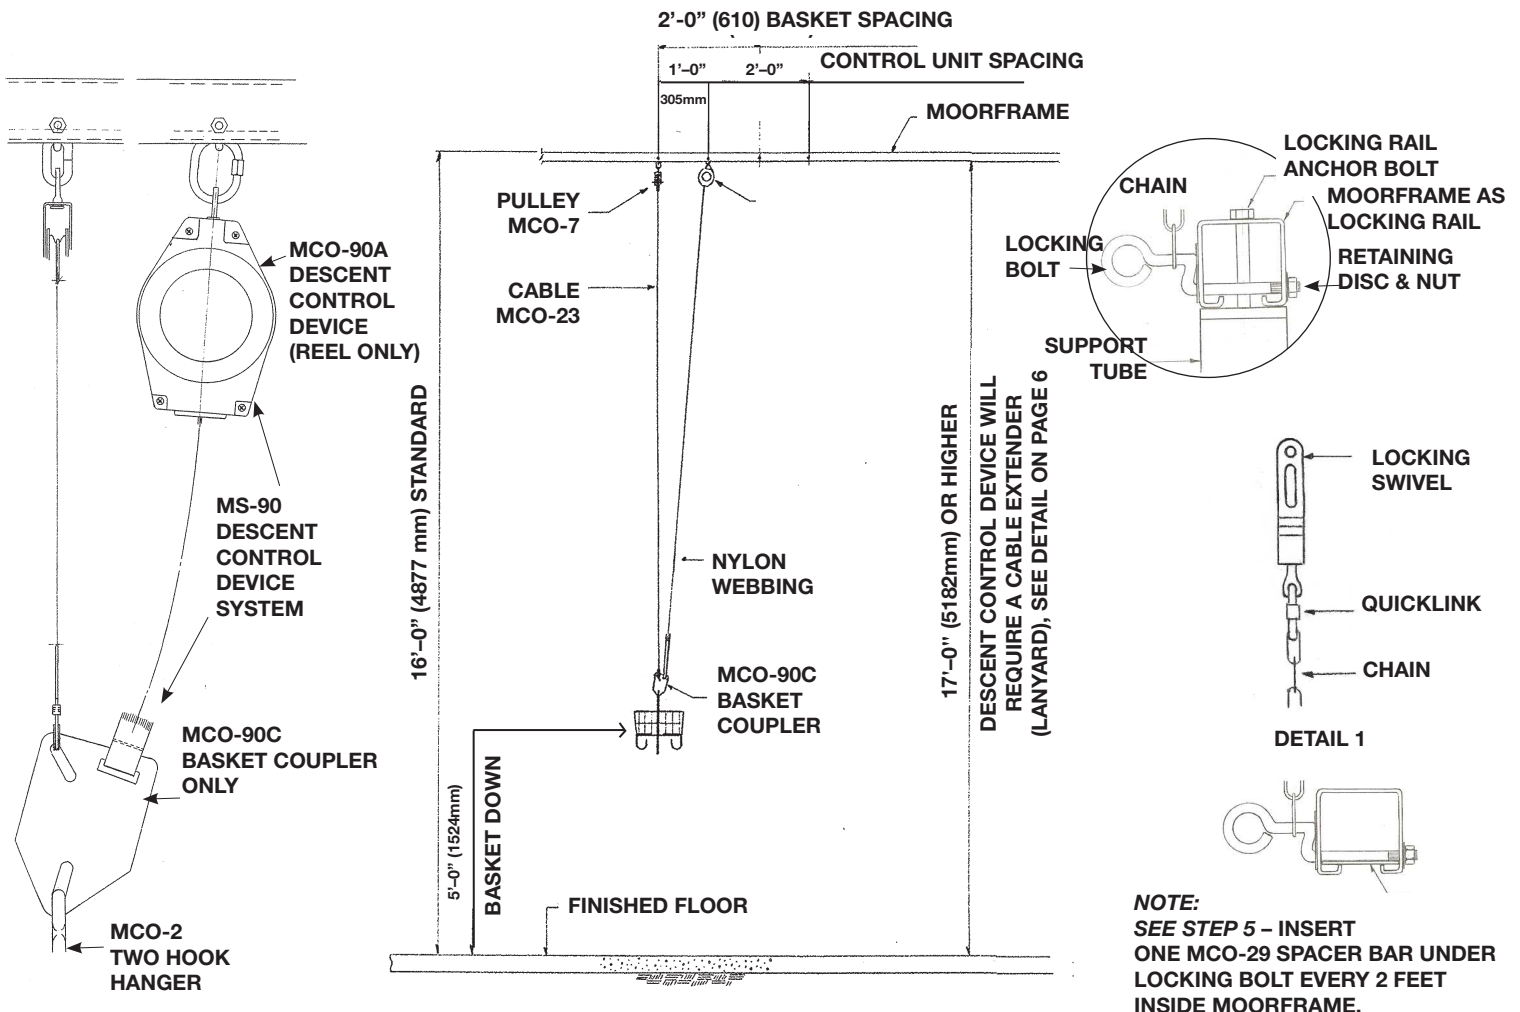 2'-0" (610) BASKET SPACING
CONTROL UNIT SPACING
1'–0"
2'–0"
305mm
MOORFRAME
PULLEY
MCO-7
CABLE
MCO-23
MCO-90A
DESCENT
CONTROL
DEVICE
(REEL ONLY)
MS-90
DESCENT
CONTROL
DEVICE
SYSTEM
MCO-90C
BASKET COUPLER
ONLY
MCO-2
TWO HOOK
HANGER
16'–0" (4877 mm) STANDARD
5'–0" (1524mm)
BASKET DOWN
NYLON
WEBBING
MCO-90C
BASKET
COUPLER
FINISHED FLOOR
17'–0" (5182mm) OR HIGHER
DESCENT CONTROL DEVICE WILL
REQUIRE A CABLE EXTENDER
(LANYARD), SEE DETAIL ON PAGE 6
LOCKING RAIL
ANCHOR BOLT
CHAIN
MOORFRAME AS
LOCKING RAIL
LOCKING
BOLT
RETAINING
DISC & NUT
SUPPORT
TUBE
LOCKING
SWIVEL
QUICKLINK
CHAIN
DETAIL 1
NOTE:
SEE STEP 5 – INSERT
ONE MCO-29 SPACER BAR UNDER
LOCKING BOLT EVERY 2 FEET
INSIDE MOORFRAME.